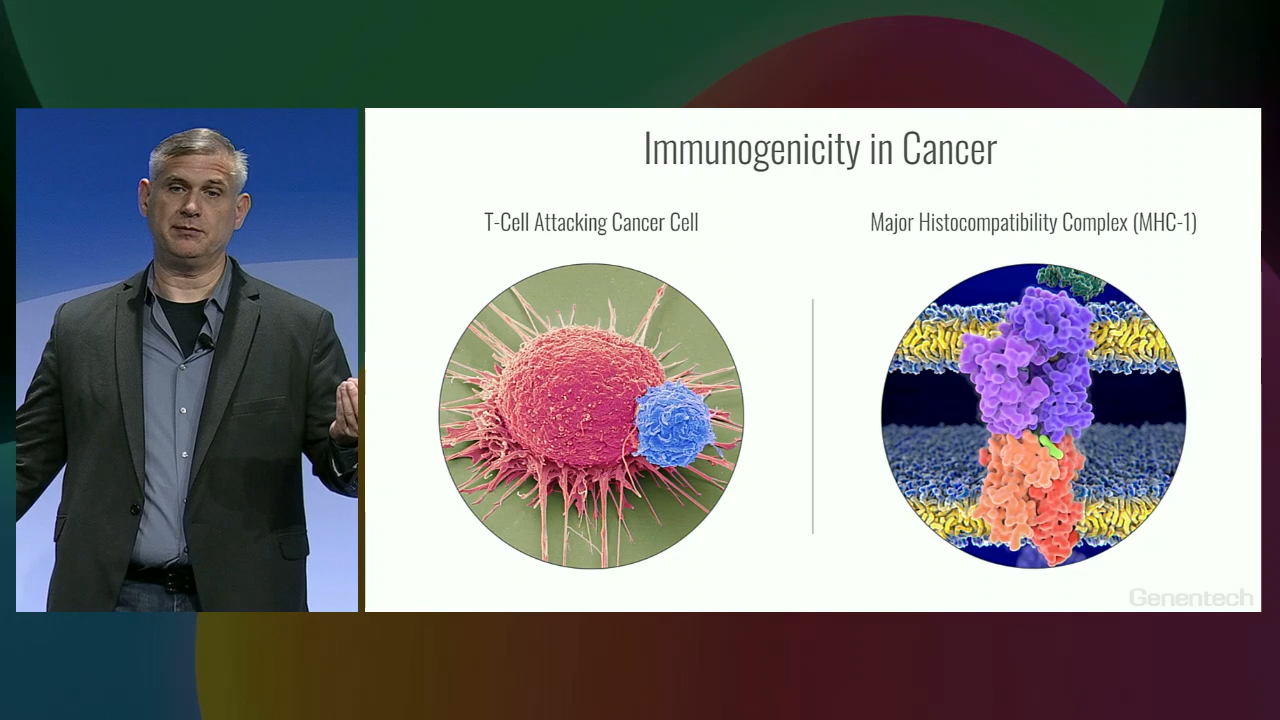 Immunogenicity in Cancer
T-Cell Attacking Cancer Cell
Major Histocompatibility Complex (MHC-1)
Genentech